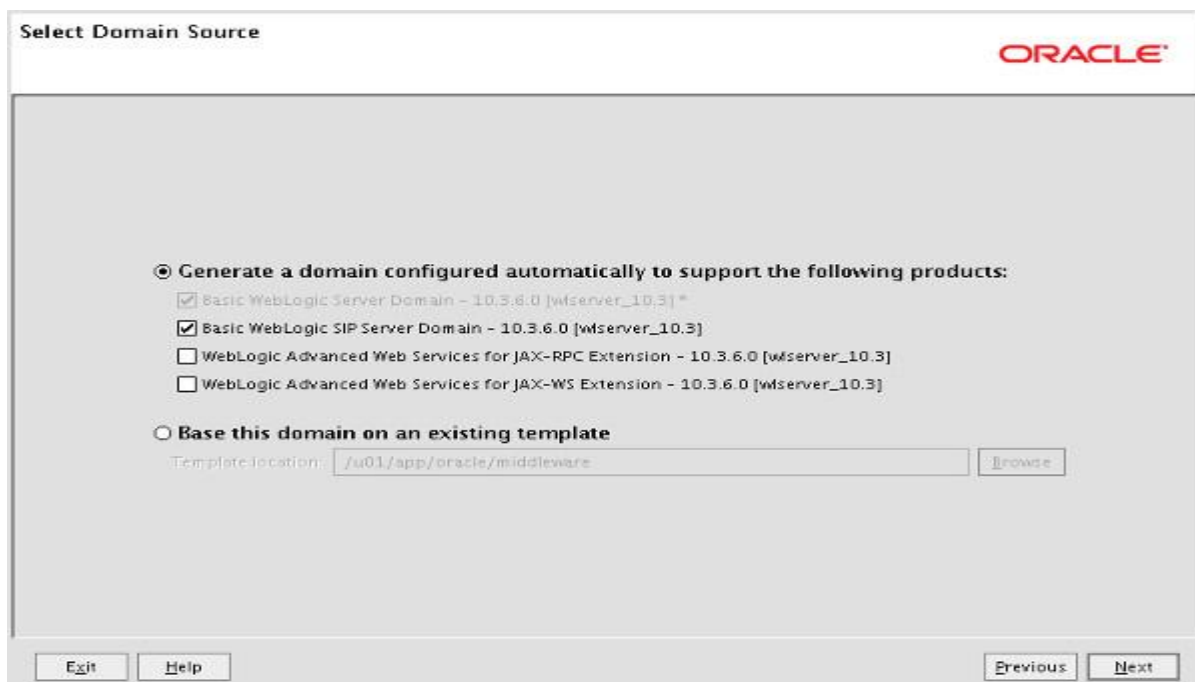 Select Domain Source
ORACLE
Generate a domain configured automatically to support the following products:
Basic WebLogic Server Domain - 10.3.6.0 [wlserver_10.3] *
Basic WebLogic SIP Server Domain - 10.3.6.0 [wlserver_10.3]
WebLogic Advanced Web Services for JAX-RPC Extension - 10.3.6.0 [wlserver_10.3]
WebLogic Advanced Web Services for JAX-WS Extension - 10.3.6.0 [wlserver_10.3]
Base this domain on an existing template
Template location: /u01/app/oracle/middleware Browse
Exit Help Previous Next